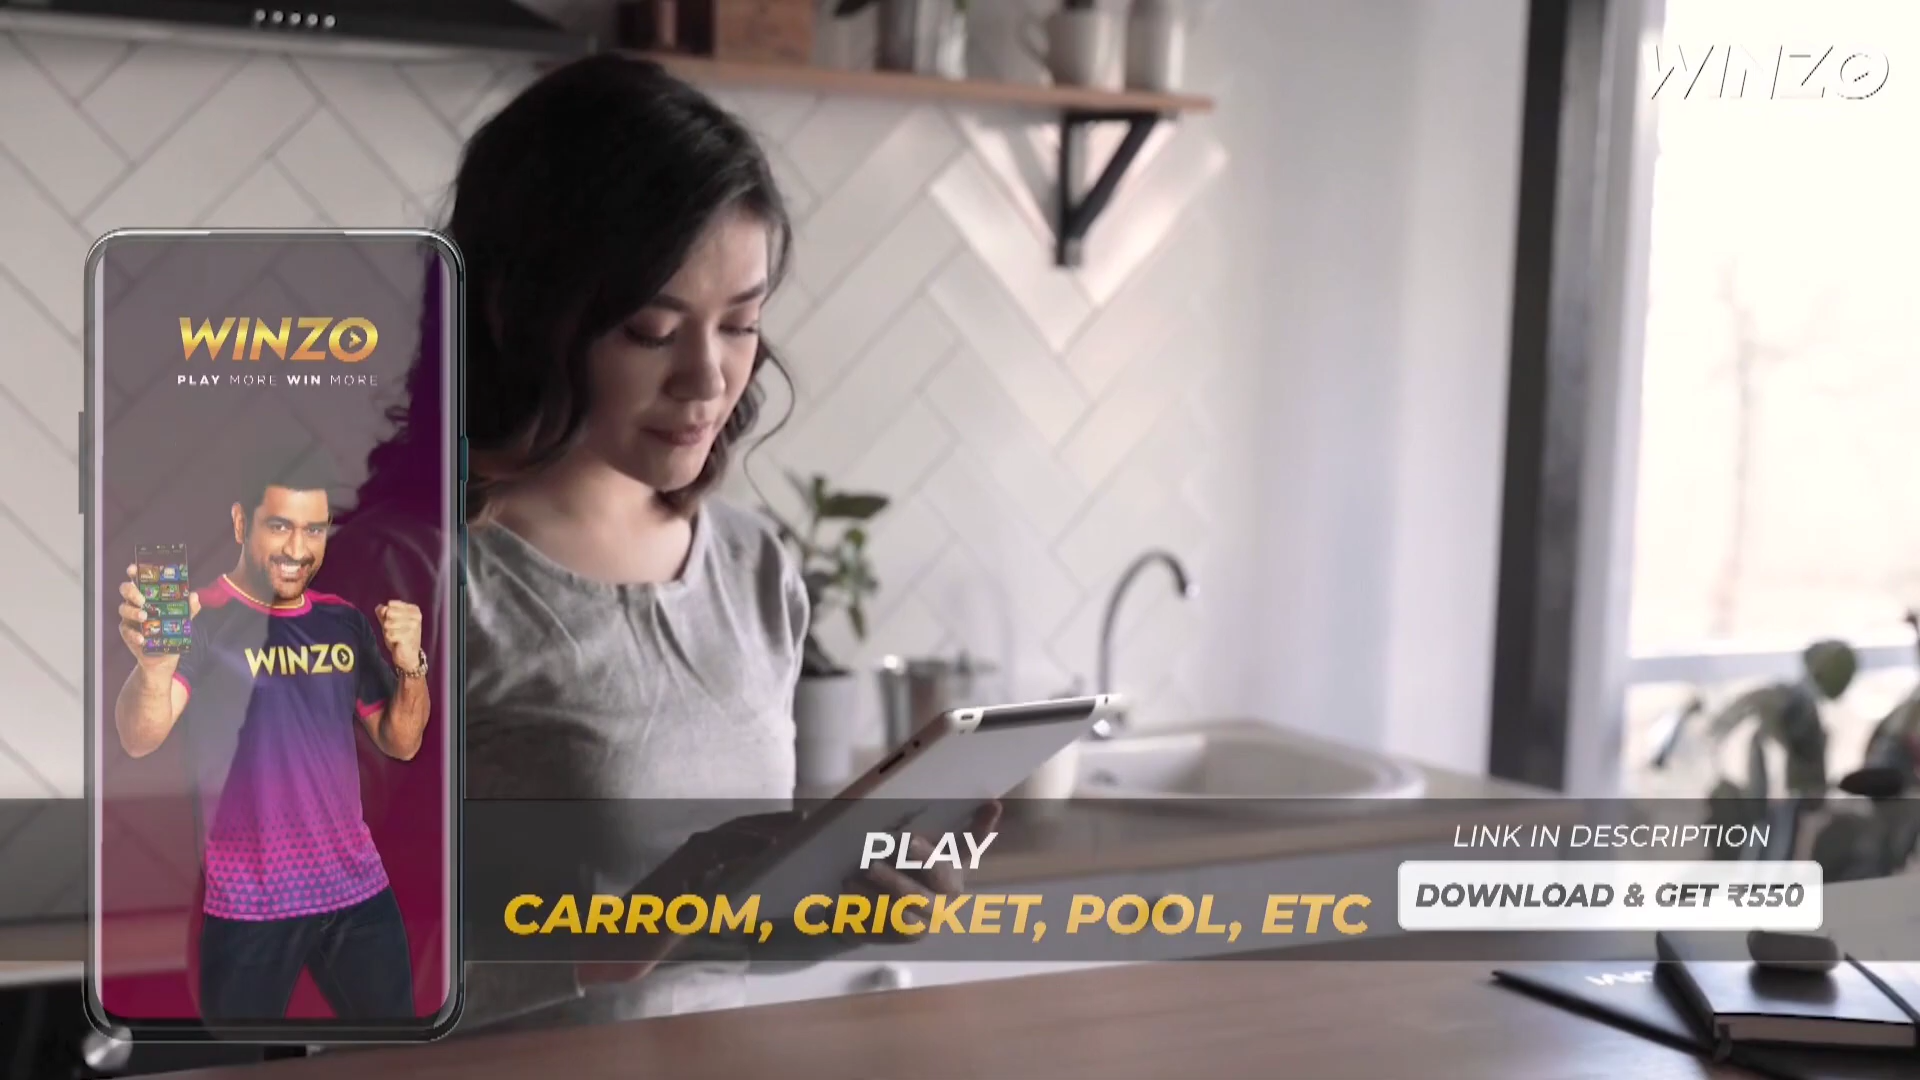 WINZO
WINZO
PLAY MORE WIN MORE
WINZO
PLAY
CARROM, CRICKET, POOL, ETC
LINK IN DESCRIPTION
DOWNLOAD & GET ₹550